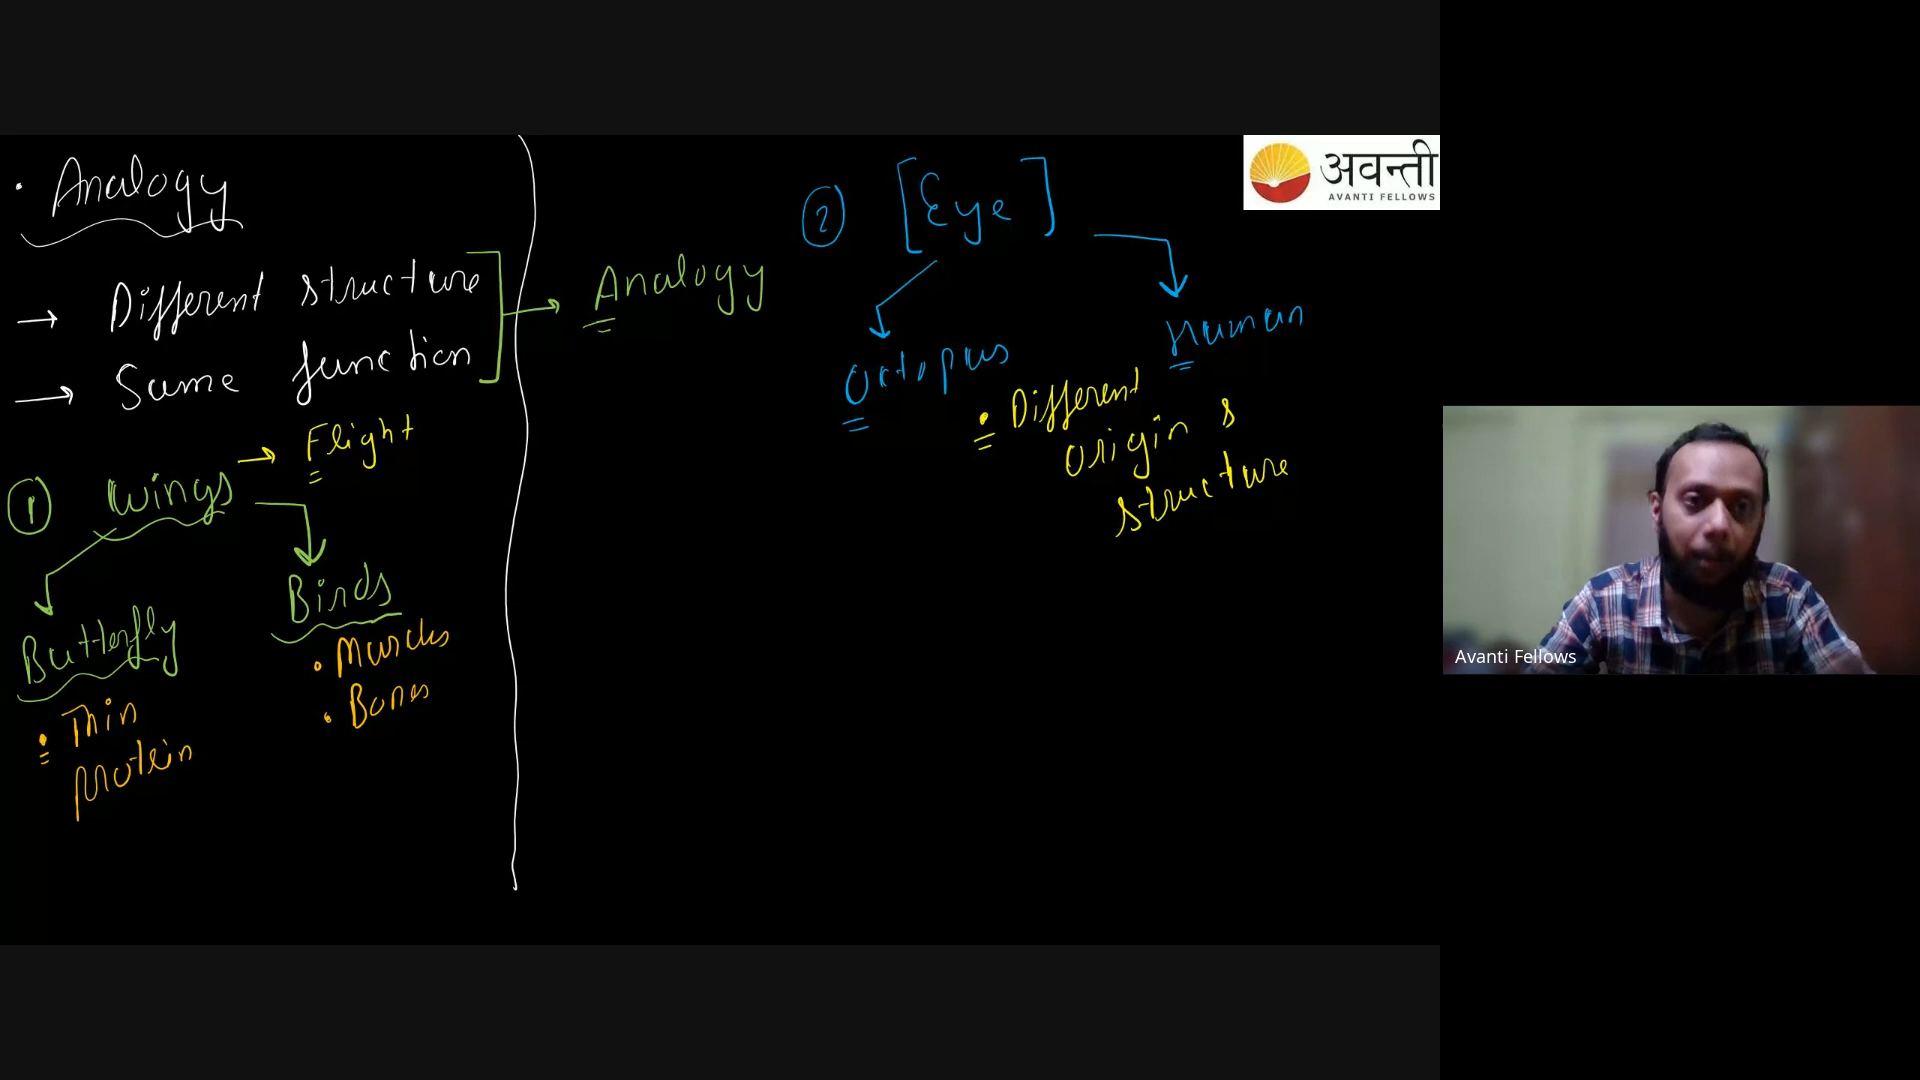 • Analogy
→ Different structure
→ Same function
→ Analogy
① Wings → Flight
Butterfly
• Thin
protein
Birds
• Muscles
• Bones
② [Eye]
Octopus
Human
• Different
origin &
structure
अवन्ती
AVANTI FELLOWS
Avanti Fellows